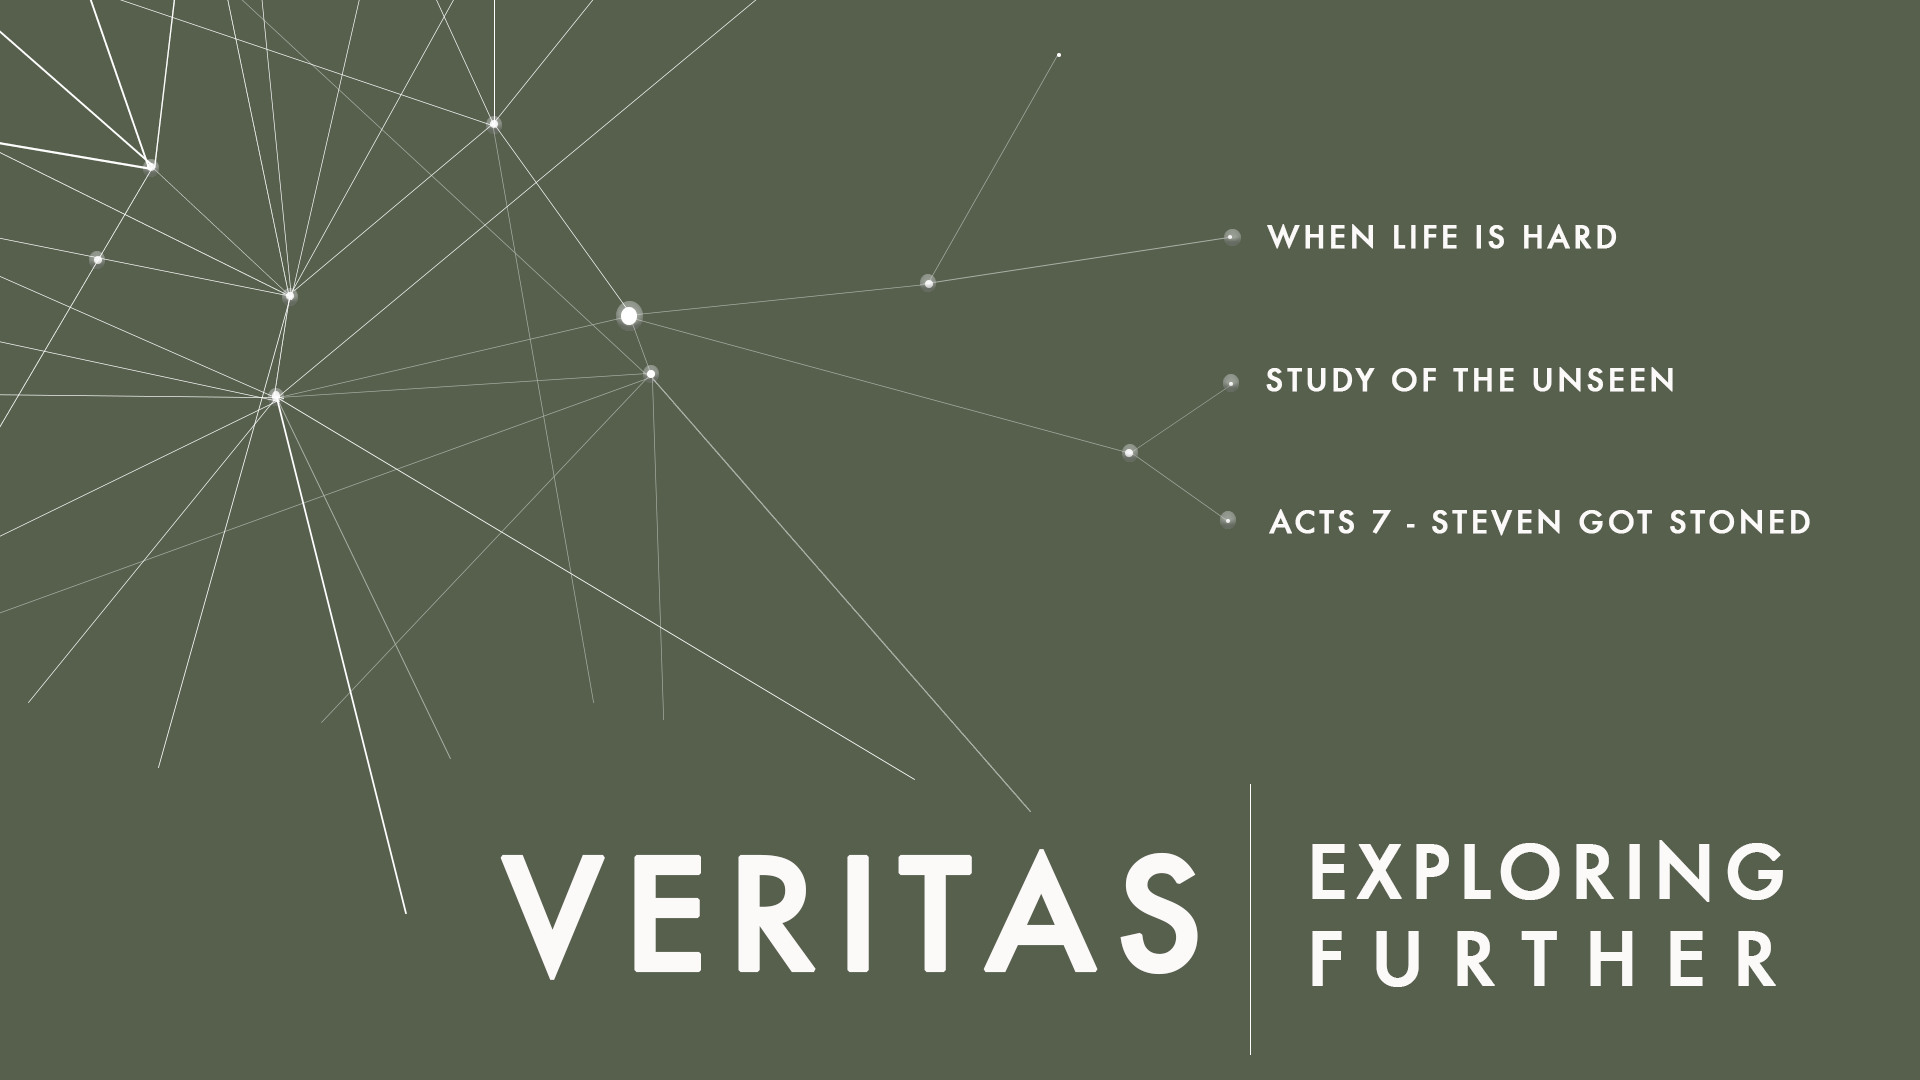 WHEN LIFE IS HARD
STUDY OF THE UNSEEN
ACTS 7 - STEVEN GOT STONED
VERITAS
EXPLORING
FURTHER